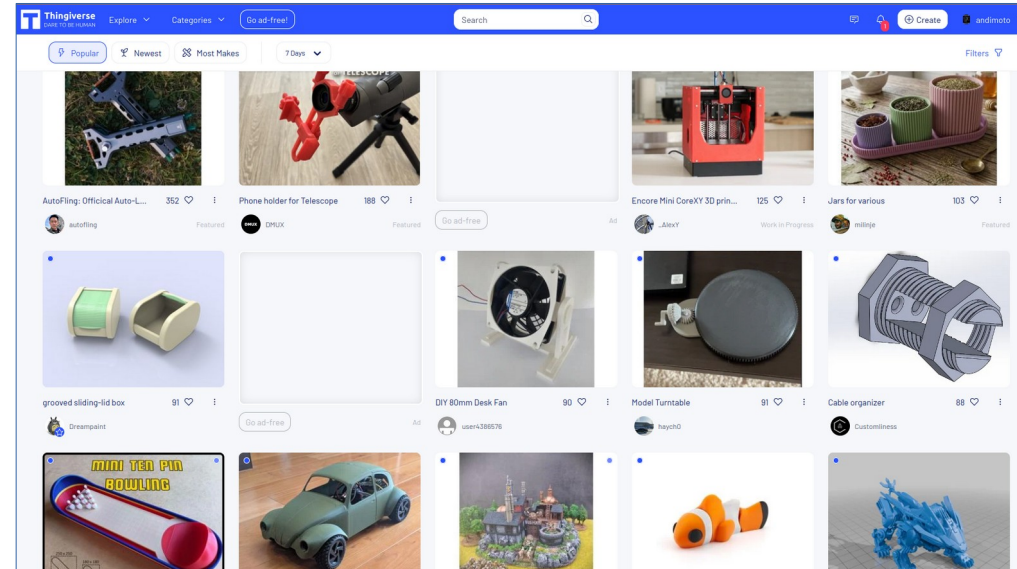 Thingiverse
DARE TO BE HUMAN
Explore
Categories
Go ad-free!
Search
1
Create
andimoto
Popular
Newest
Most Makes
7 Days
Filters
TELESCOPE
AutoFling: Officical Auto-L... 352
Phone holder for Telescope 188
Encore Mini CoreXY 3D prin... 125
Jars for various 103
autofling Featured
DMUX DMUX Featured
Go ad-free Ad
_AlexY Work in Progress
milinje Featured
grooved sliding-lid box 91
DIY 80mm Desk Fan 90
Model Turntable 91
Cable organizer 88
Dreampaint
Go ad-free Ad
user4386576
haych0
Customliness
MINI TEN PIN
BOWLING